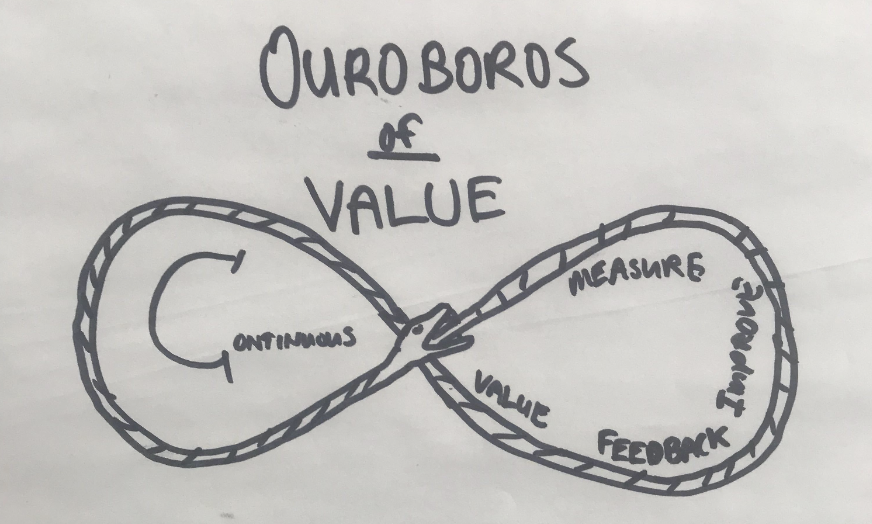 OUROBOROS
of
VALUE
CONTINUOUS
MEASURE
IMPROVE
FEEDBACK
VALUE